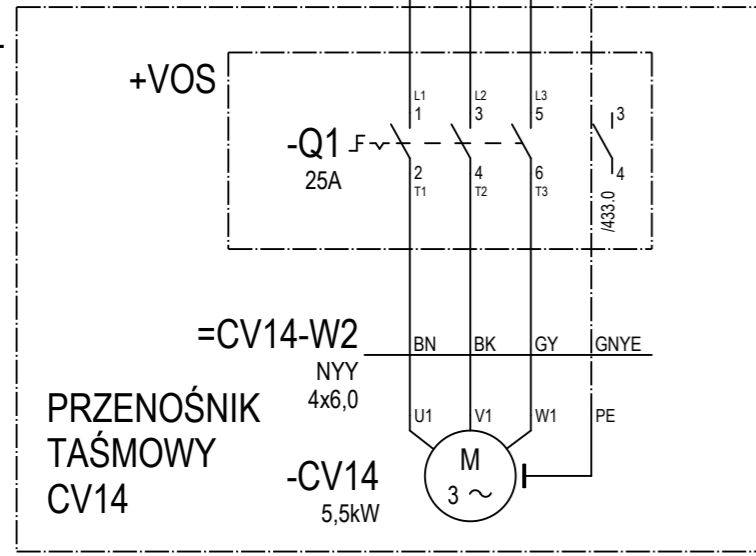 +VOS
L1 L2 L3
1 3 5 3
-Q1
25A
2 4 6 4
T1 T2 T3
/433.0
=CV14-W2
BN BK GY GNYE
NYY
4x6,0
PRZENOŚNIK
TAŚMOWY
CV14
U1 V1 W1 PE
-CV14
5,5kW
M
3 ~